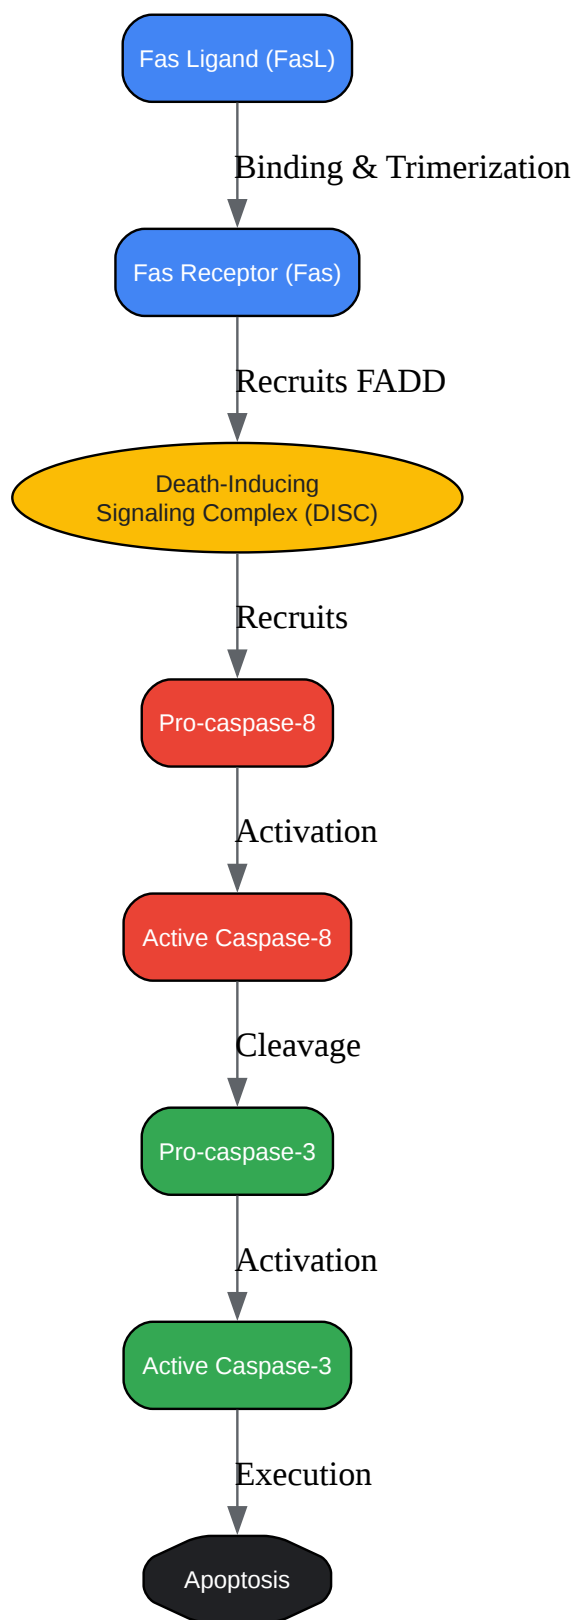 Fas Ligand (FasL)
Binding & Trimerization
Fas Receptor (Fas)
Recruits FADD
Death-Inducing
Signaling Complex (DISC)
Recruits
Pro-caspase-8
Activation
Active Caspase-8
Cleavage
Pro-caspase-3
Activation
Active Caspase-3
Execution
Apoptosis